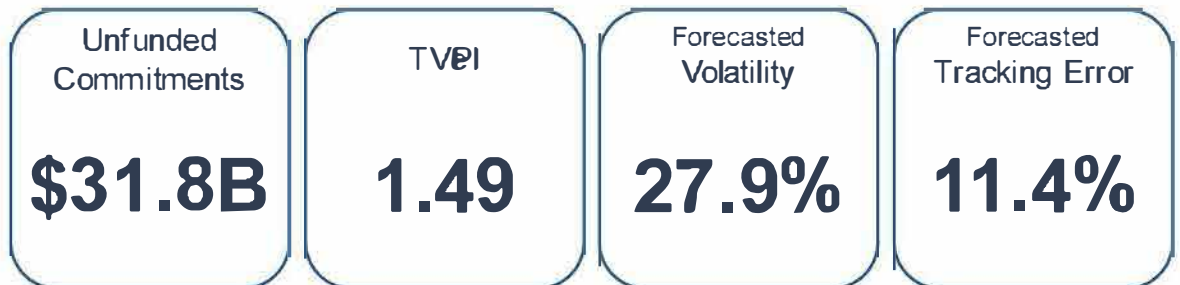 Unfunded
Commitments
$31.8B
TVPI
1.49
Forecasted
Volatility
27.9%
Forecasted
Tracking Error
11.4%